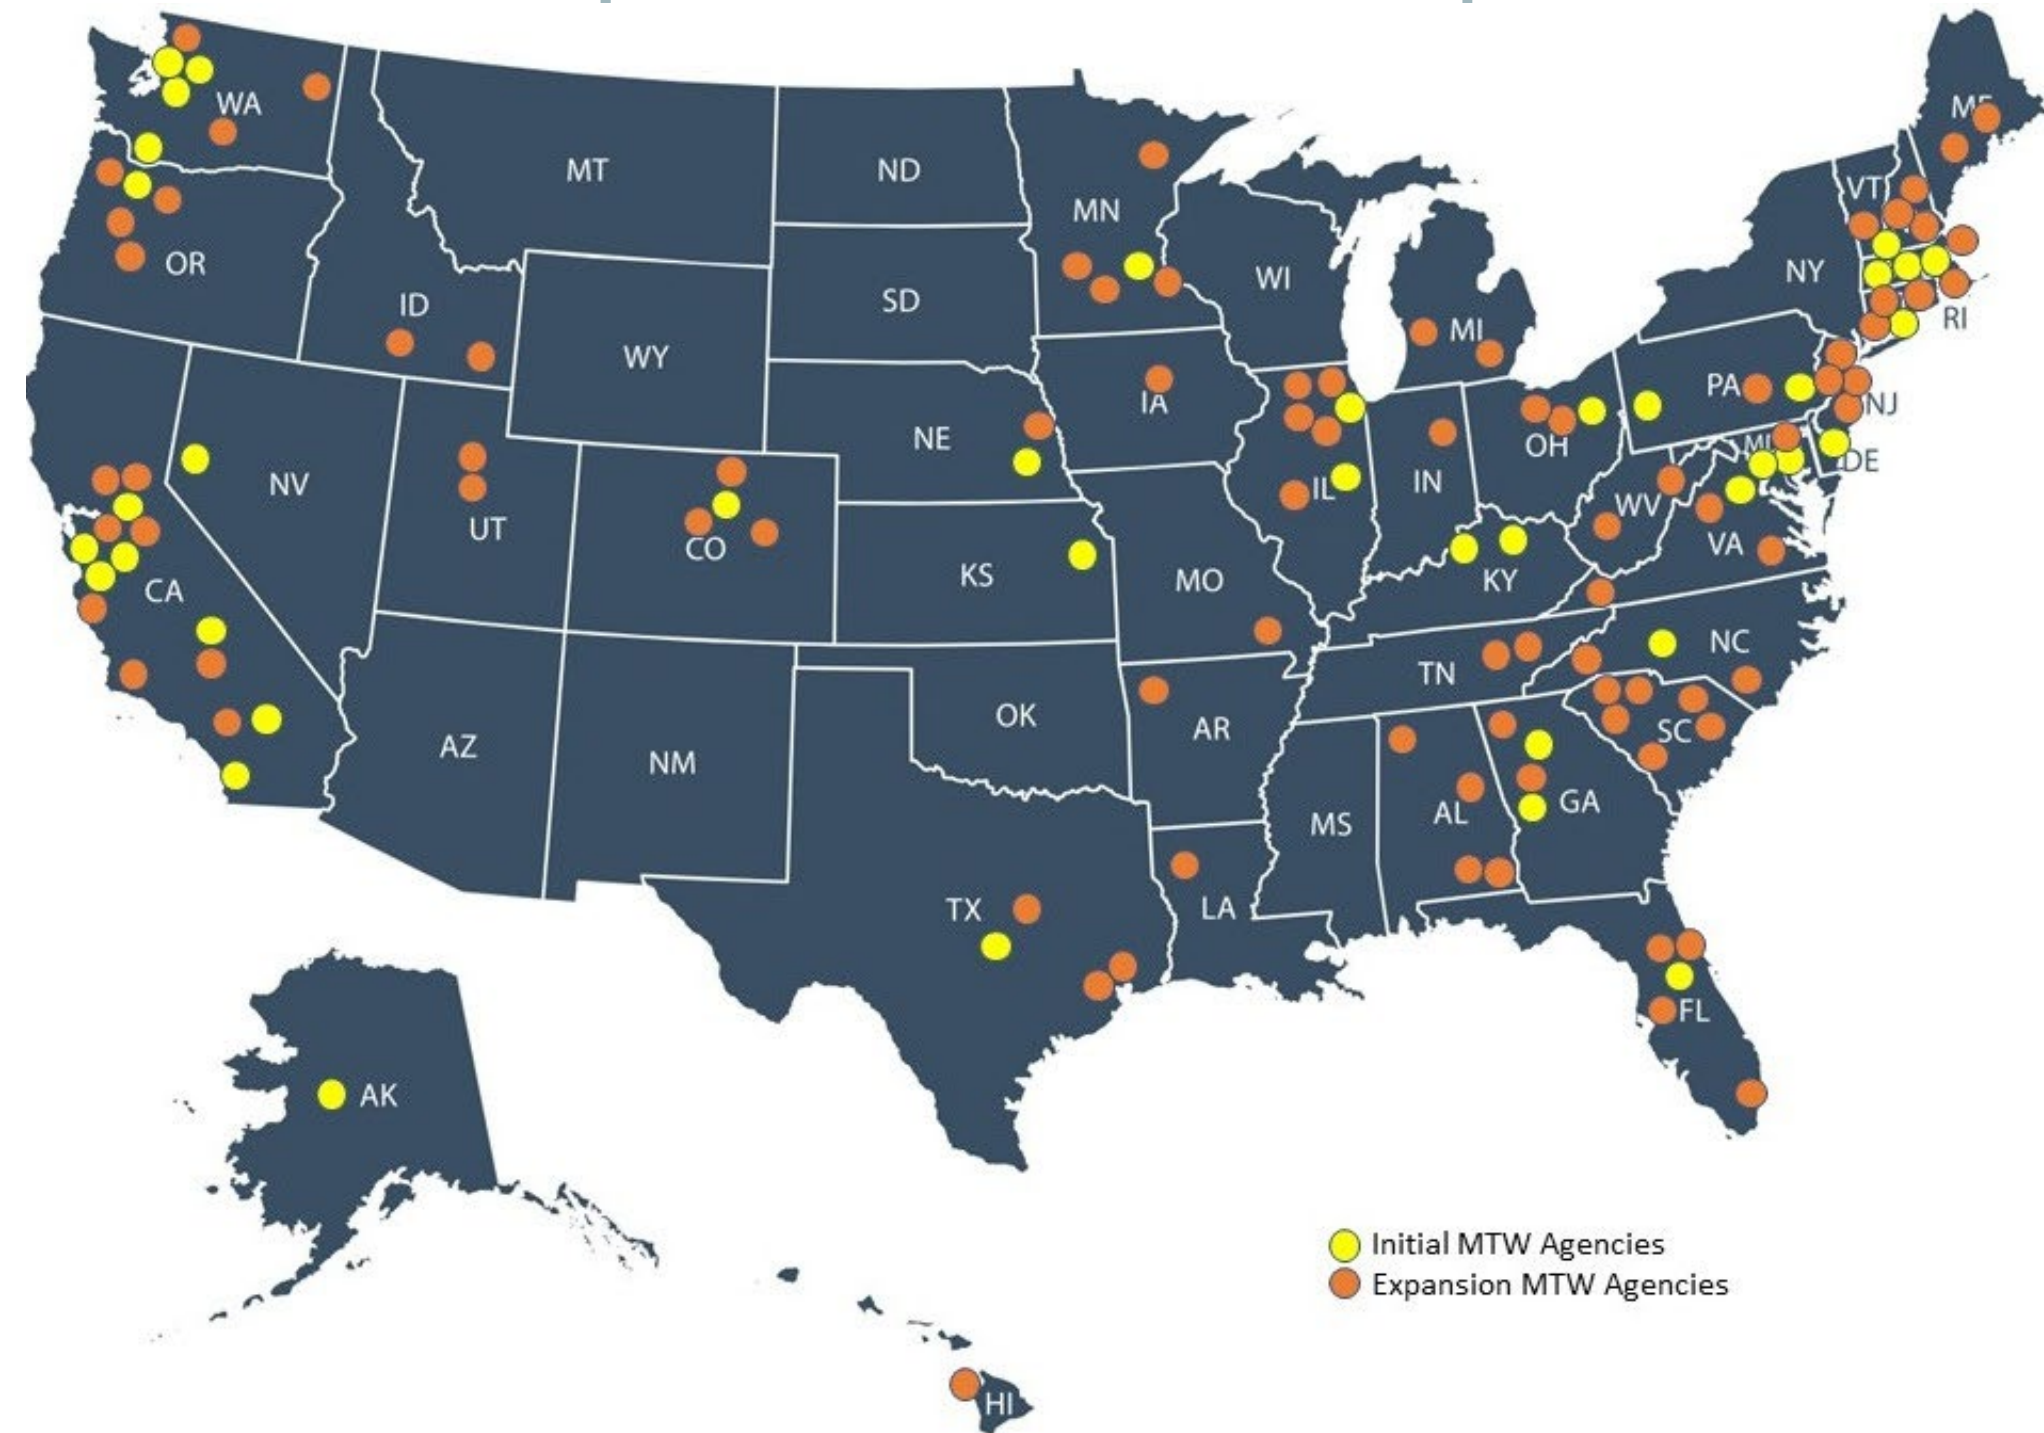 WA
MT
ND
MN
ME
VT
OR
ID
SD
WI
NY
RI
MI
WY
IA
PA
NJ
NE
OH
DE
NV
IL
IN
WV
UT
CO
VA
KS
MO
KY
CA
NC
TN
OK
AR
SC
AZ
NM
MS
AL
GA
TX
LA
FL
AK
Initial MTW Agencies
Expansion MTW Agencies
HI